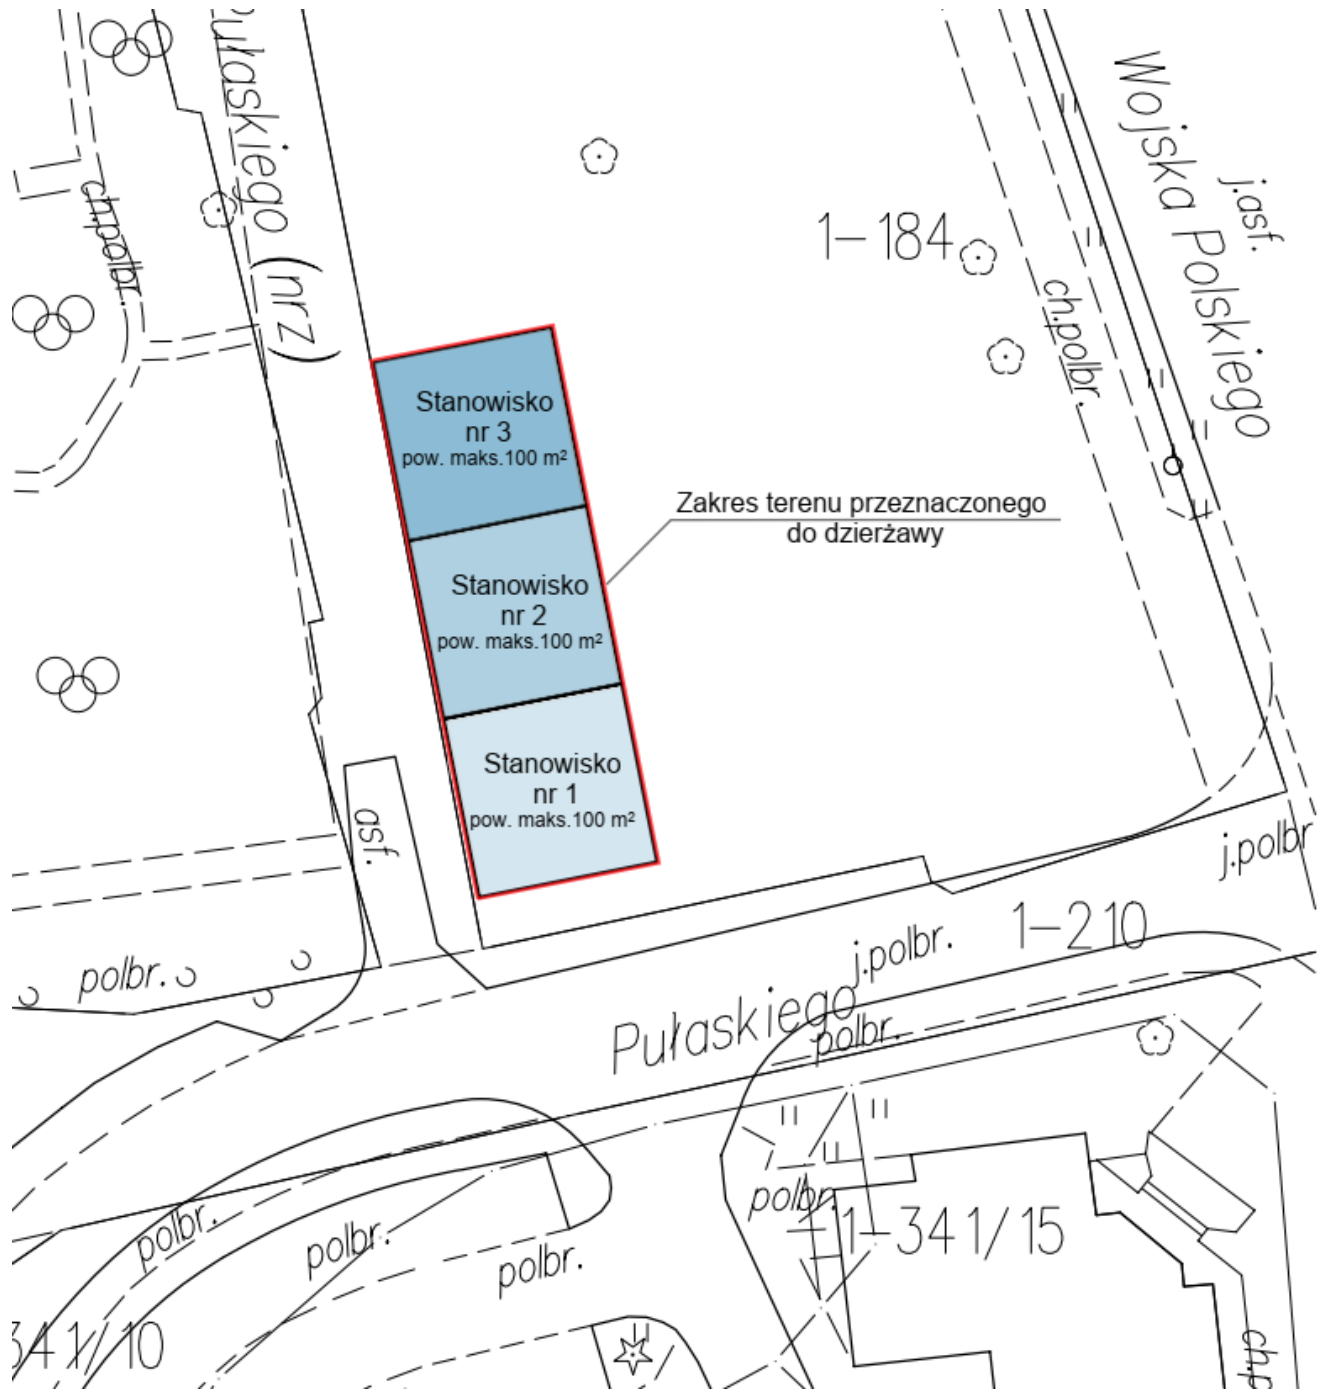 Pułaskiego (nrz)
ch.polbr.
Wojska Polskiego
j.asf.
1-184
ch.polbr.
Stanowisko
nr 3
pow. maks.100 m²
Zakres terenu przeznaczonego
do dzierżawy
Stanowisko
nr 2
pow. maks.100 m²
Stanowisko
nr 1
pow. maks.100 m²
asf.
j.polbr
polbr.
j.polbr.
1-210
Pułaskiego
polbr.
polbr.
1-341/15
polbr.
polbr.
polbr.
341/10
ch.p